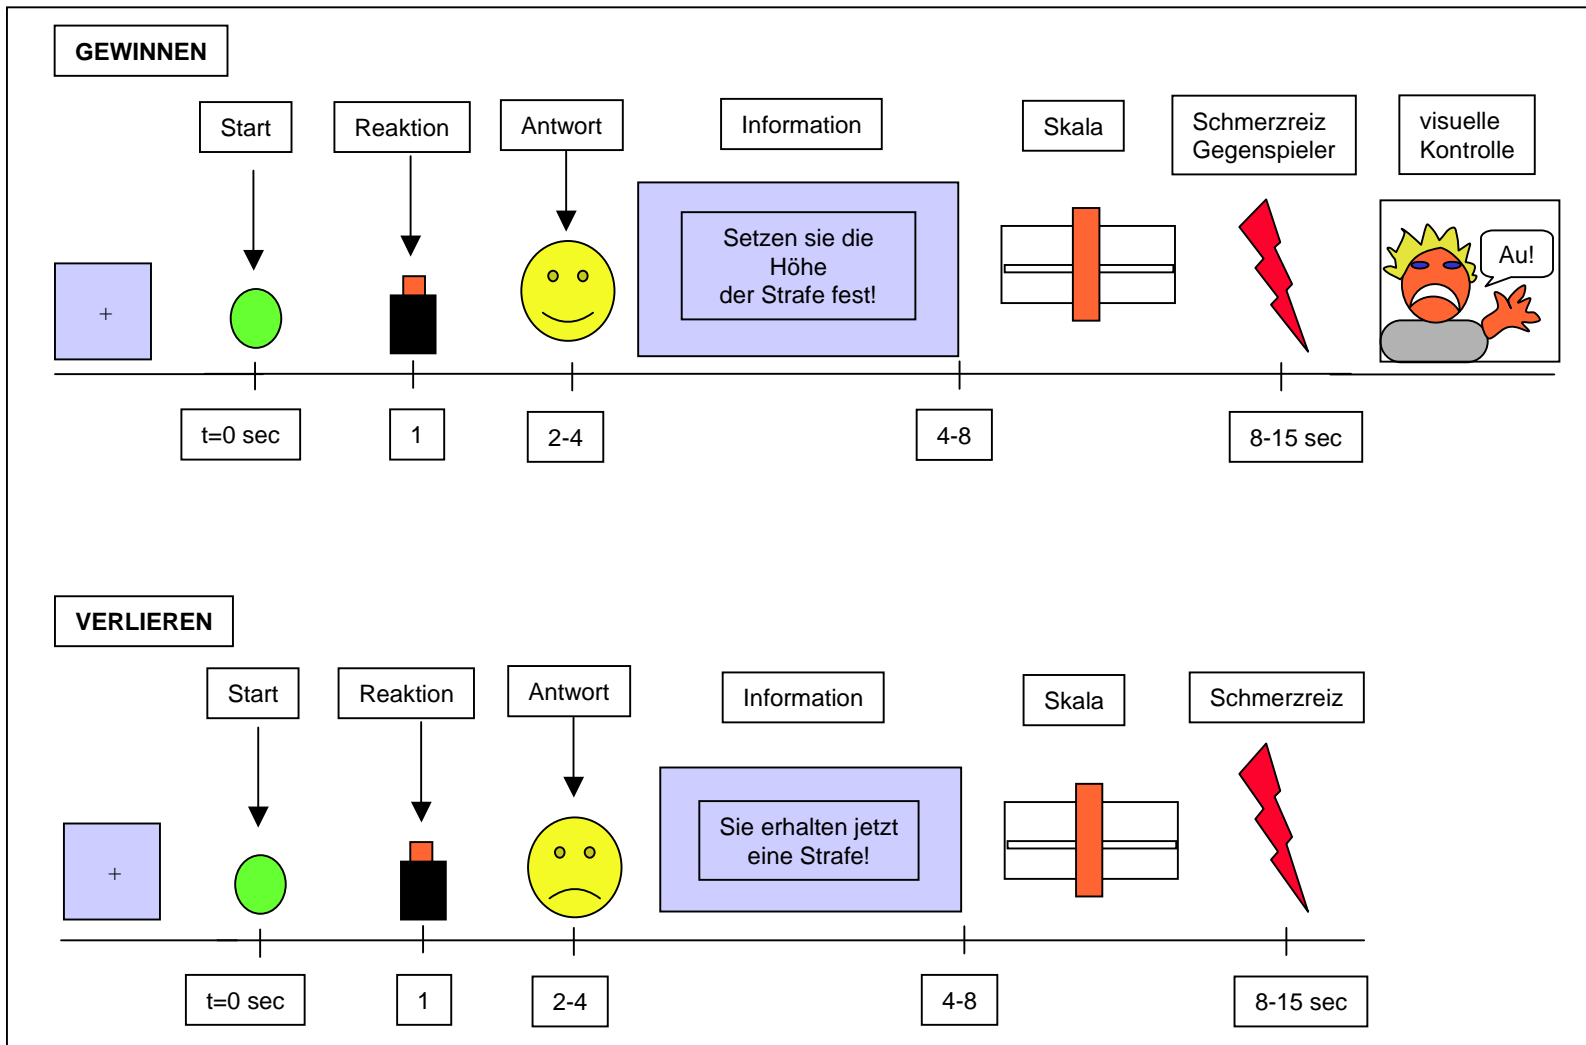 GEWINNEN
Start
Reaktion
Antwort
Information
Skala
Schmerzreiz
Gegenspieler
visuelle
Kontrolle
+
Setzen sie die
Höhe
der Strafe fest!
Au!
t=0 sec
1
2-4
4-8
8-15 sec
VERLIEREN
Start
Reaktion
Antwort
Information
Skala
Schmerzreiz
+
Sie erhalten jetzt
eine Strafe!
t=0 sec
1
2-4
4-8
8-15 sec